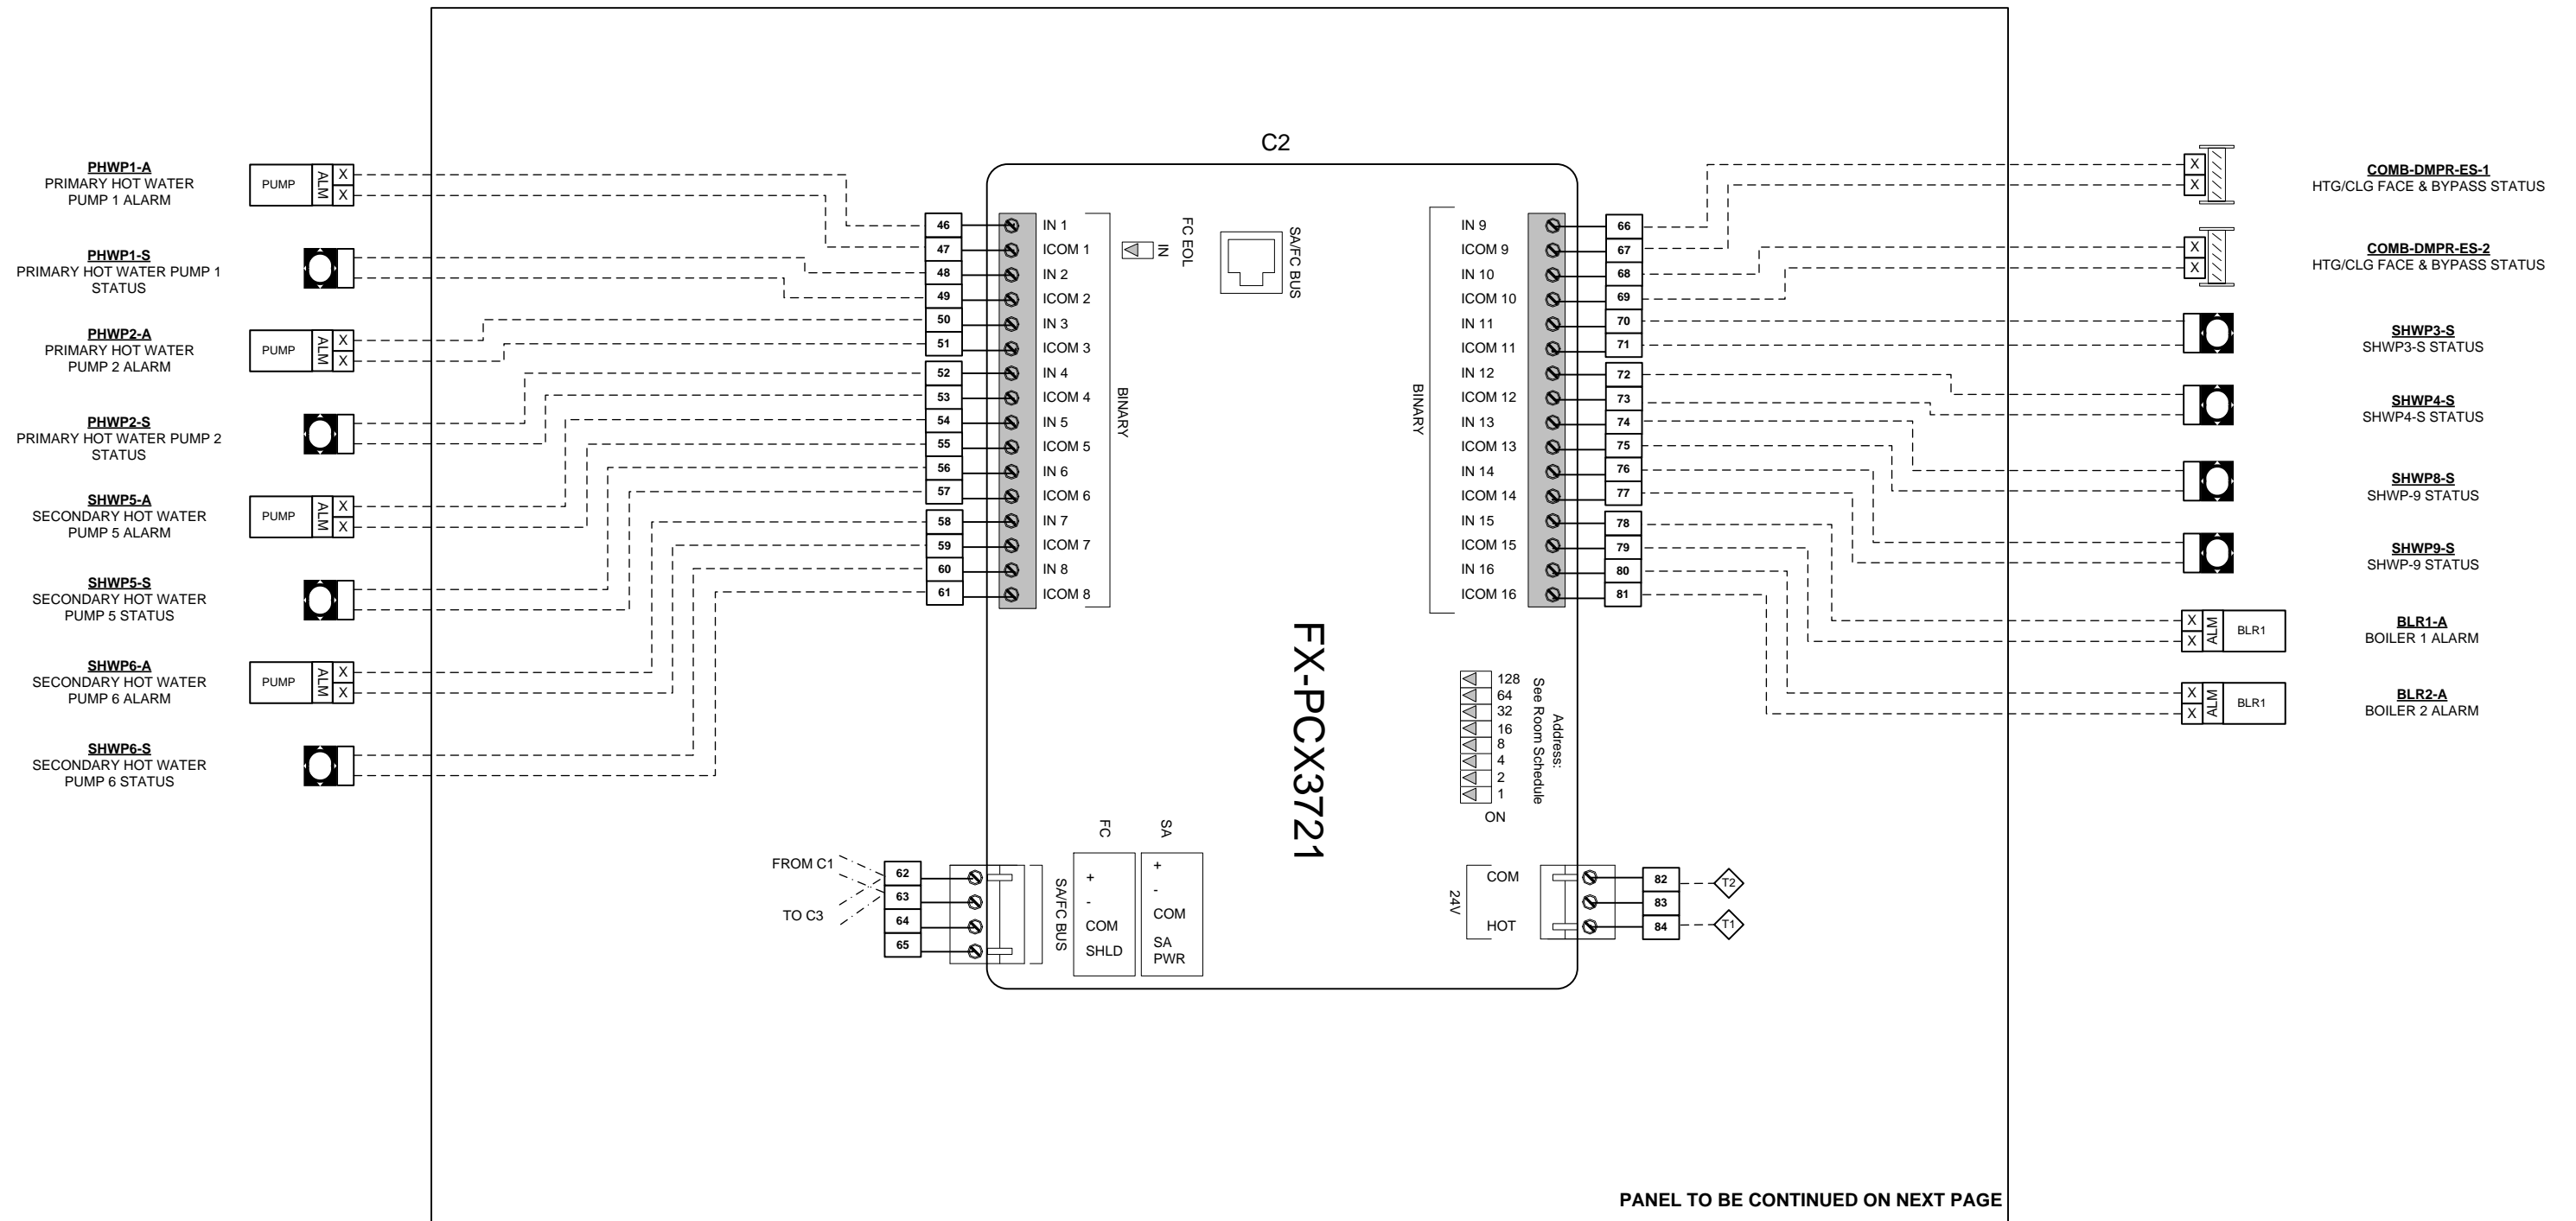 C2
PHWP1-A
PRIMARY HOT WATER
PUMP 1 ALARM
PUMP
ALM
X
X
PHWP1-S
PRIMARY HOT WATER PUMP 1
STATUS
PHWP2-A
PRIMARY HOT WATER
PUMP 2 ALARM
PUMP
ALM
X
X
PHWP2-S
PRIMARY HOT WATER PUMP 2
STATUS
SHWP5-A
SECONDARY HOT WATER
PUMP 5 ALARM
PUMP
ALM
X
X
SHWP5-S
SECONDARY HOT WATER
PUMP 5 STATUS
SHWP6-A
SECONDARY HOT WATER
PUMP 6 ALARM
PUMP
ALM
X
X
SHWP6-S
SECONDARY HOT WATER
PUMP 6 STATUS
46 IN 1
47 ICOM 1
48 IN 2
49 ICOM 2
50 IN 3
51 ICOM 3
52 IN 4
53 ICOM 4
54 IN 5
55 ICOM 5
56 IN 6
57 ICOM 6
58 IN 7
59 ICOM 7
60 IN 8
61 ICOM 8
BINARY
IN
FC EOL
SA/FC BUS
FX-PCX3721
BINARY
IN 9 66
ICOM 9 67
IN 10 68
ICOM 10 69
IN 11 70
ICOM 11 71
IN 12 72
ICOM 12 73
IN 13 74
ICOM 13 75
IN 14 76
ICOM 14 77
IN 15 78
ICOM 15 79
IN 16 80
ICOM 16 81
128
64
32
16
8
4
2
1
ON
Address:
See Room Schedule
FROM C1
TO C3
62
63
64
65
SA/FC BUS
FC
+
-
COM
SHLD
SA
+
-
COM
SA
PWR
24V
COM
HOT
82
83
84
T2
T1
X
X
COMB-DMPR-ES-1
HTG/CLG FACE & BYPASS STATUS
X
X
COMB-DMPR-ES-2
HTG/CLG FACE & BYPASS STATUS
SHWP3-S
SHWP3-S STATUS
SHWP4-S
SHWP4-S STATUS
SHWP8-S
SHWP-9 STATUS
SHWP9-S
SHWP-9 STATUS
X
X
ALM
BLR1
BLR1-A
BOILER 1 ALARM
X
X
ALM
BLR1
BLR2-A
BOILER 2 ALARM
PANEL TO BE CONTINUED ON NEXT PAGE